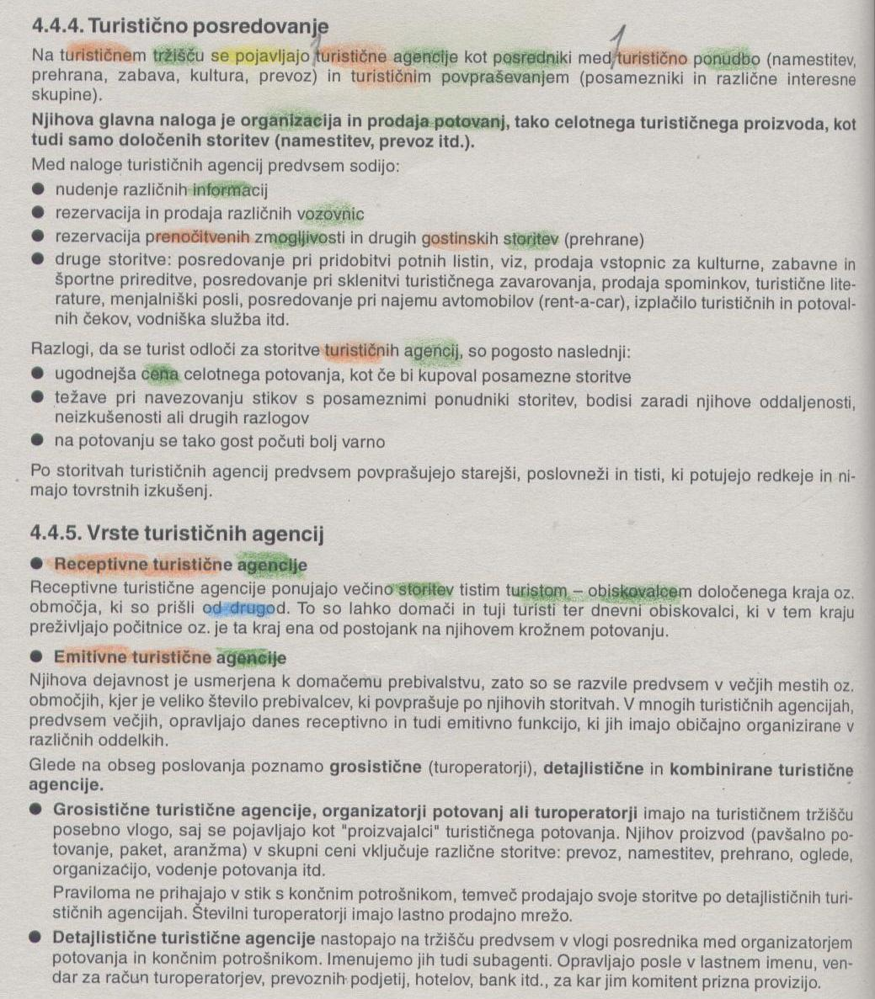 4.4.4. Turistično posredovanje
Na turističnem tržišču se pojavljajo turistične agencije kot posredniki med turistično ponudbo (namestitev,
prehrana, zabava, kultura, prevoz) in turističnim povpraševanjem (posamezniki in različne interesne
skupine).
Njihova glavna naloga je organizacija in prodaja potovanj, tako celotnega turističnega proizvoda, kot
tudi samo določenih storitev (namestitev, prevoz itd.).
Med naloge turističnih agencij predvsem sodijo:
● nudenje različnih informacij
● rezervacija in prodaja različnih vozovnic
● rezervacija prenočitvenih zmogljivosti in drugih gostinskih storitev (prehrane)
● druge storitve: posredovanje pri pridobitvi potnih listin, viz, prodaja vstopnic za kulturne, zabavne in
športne prireditve, posredovanje pri sklenitvi turističnega zavarovanja, prodaja spominkov, turistične lite-
rature, menjalniški posli, posredovanje pri najemu avtomobilov (rent-a-car), izplačilo turističnih in potoval-
nih čekov, vodniška služba itd.
Razlogi, da se turist odloči za storitve turističnih agencij, so pogosto naslednji:
● ugodnejša cena celotnega potovanja, kot če bi kupoval posamezne storitve
● težave pri navezovanju stikov s posameznimi ponudniki storitev, bodisi zaradi njihove oddaljenosti,
neizkušenosti ali drugih razlogov
● na potovanju se tako gost počuti bolj varno
Po storitvah turističnih agencij predvsem povprašujejo starejši, poslovneži in tisti, ki potujejo redkeje in ni-
majo tovrstnih izkušenj.
4.4.5. Vrste turističnih agencij
● Receptivne turistične agencije
Receptivne turistične agencije ponujajo večino storitev tistim turistom – obiskovalcem določenega kraja oz.
območja, ki so prišli od drugod. To so lahko domači in tuji turisti ter dnevni obiskovalci, ki v tem kraju
preživljajo počitnice oz. je ta kraj ena od postojank na njihovem krožnem potovanju.
● Emitivne turistične agencije
Njihova dejavnost je usmerjena k domačemu prebivalstvu, zato so se razvile predvsem v večjih mestih oz.
območjih, kjer je veliko število prebivalcev, ki povprašuje po njihovih storitvah. V mnogih turističnih agencijah,
predvsem večjih, opravljajo danes receptivno in tudi emitivno funkcijo, ki jih imajo običajno organizirane v
različnih oddelkih.
Glede na obseg poslovanja poznamo grosistične (turoperatorji), detajlistične in kombinirane turistične
agencije.
● Grosistične turistične agencije, organizatorji potovanj ali turoperatorji imajo na turističnem tržišču
posebno vlogo, saj se pojavljajo kot "proizvajalci" turističnega potovanja. Njihov proizvod (pavšalno po-
tovanje, paket, aranžma) v skupni ceni vključuje različne storitve: prevoz, namestitev, prehrano, oglede,
organizacijo, vodenje potovanja itd.
Praviloma ne prihajajo v stik s končnim potrošnikom, temveč prodajajo svoje storitve po detajlističnih turi-
stičnih agencijah. Številni turoperatorji imajo lastno prodajno mrežo.
● Detajlistične turistične agencije nastopajo na tržišču predvsem v vlogi posrednika med organizatorjem
potovanja in končnim potrošnikom. Imenujemo jih tudi subagenti. Opravljajo posle v lastnem imenu, ven-
dar za račun turoperatorjev, prevoznih podjetij, hotelov, bank itd., za kar jim komitent prizna provizijo.